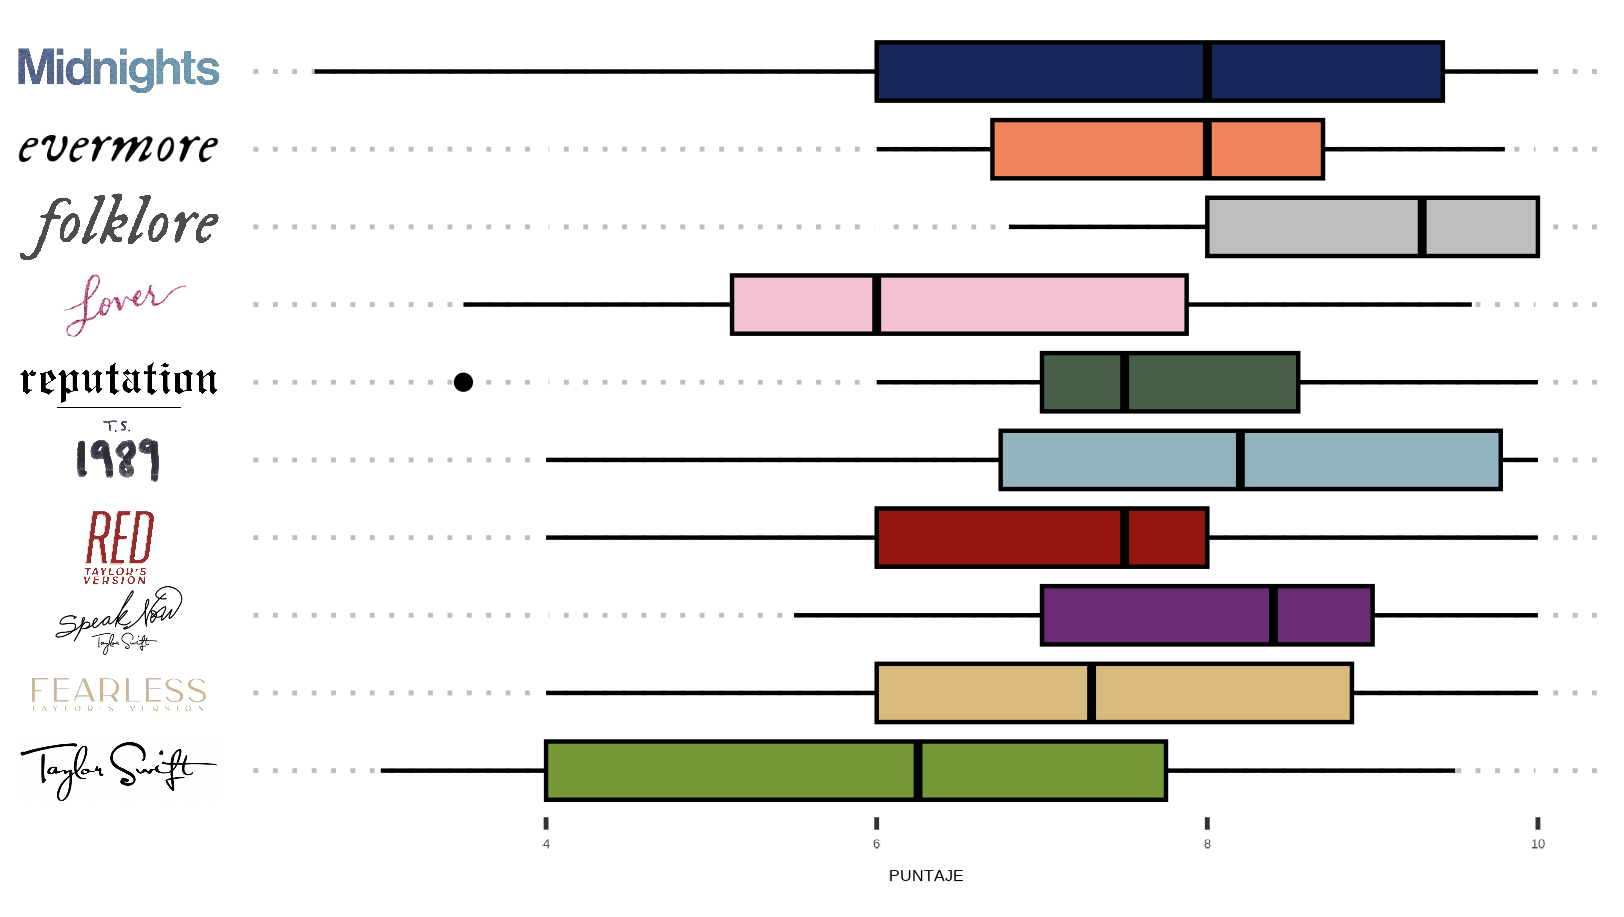 Midnights
evermore
folklore
Lover
reputation
T.S.
1989
RED
TAYLOR'S
VERSION
Speak Now
Taylor Swift
FEARLESS
TAYLOR'S VERSION
Taylor Swift
4 6 8 10
PUNTAJE